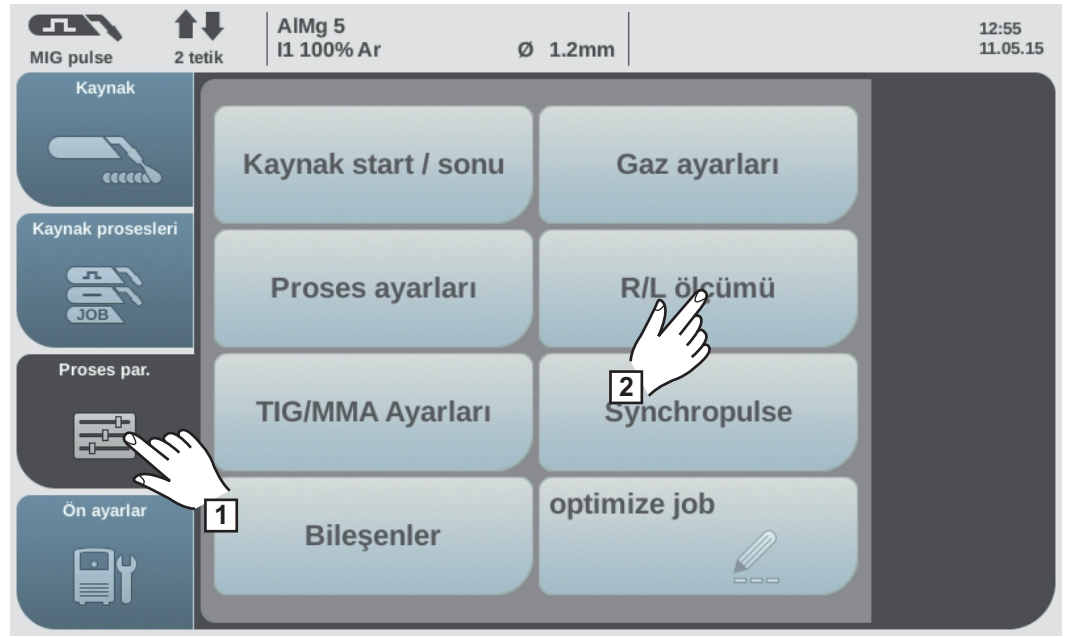 MIG pulse
2 tetik
AlMg 5
I1 100% Ar
Ø 1.2mm
12:55
11.05.15
Kaynak
Kaynak prosesleri
JOB
Proses par.
Ön ayarlar
Kaynak start / sonu
Gaz ayarları
Proses ayarları
R/L ölçümü
TIG/MMA Ayarları
Synchropulse
Bileşenler
optimize job
1
2